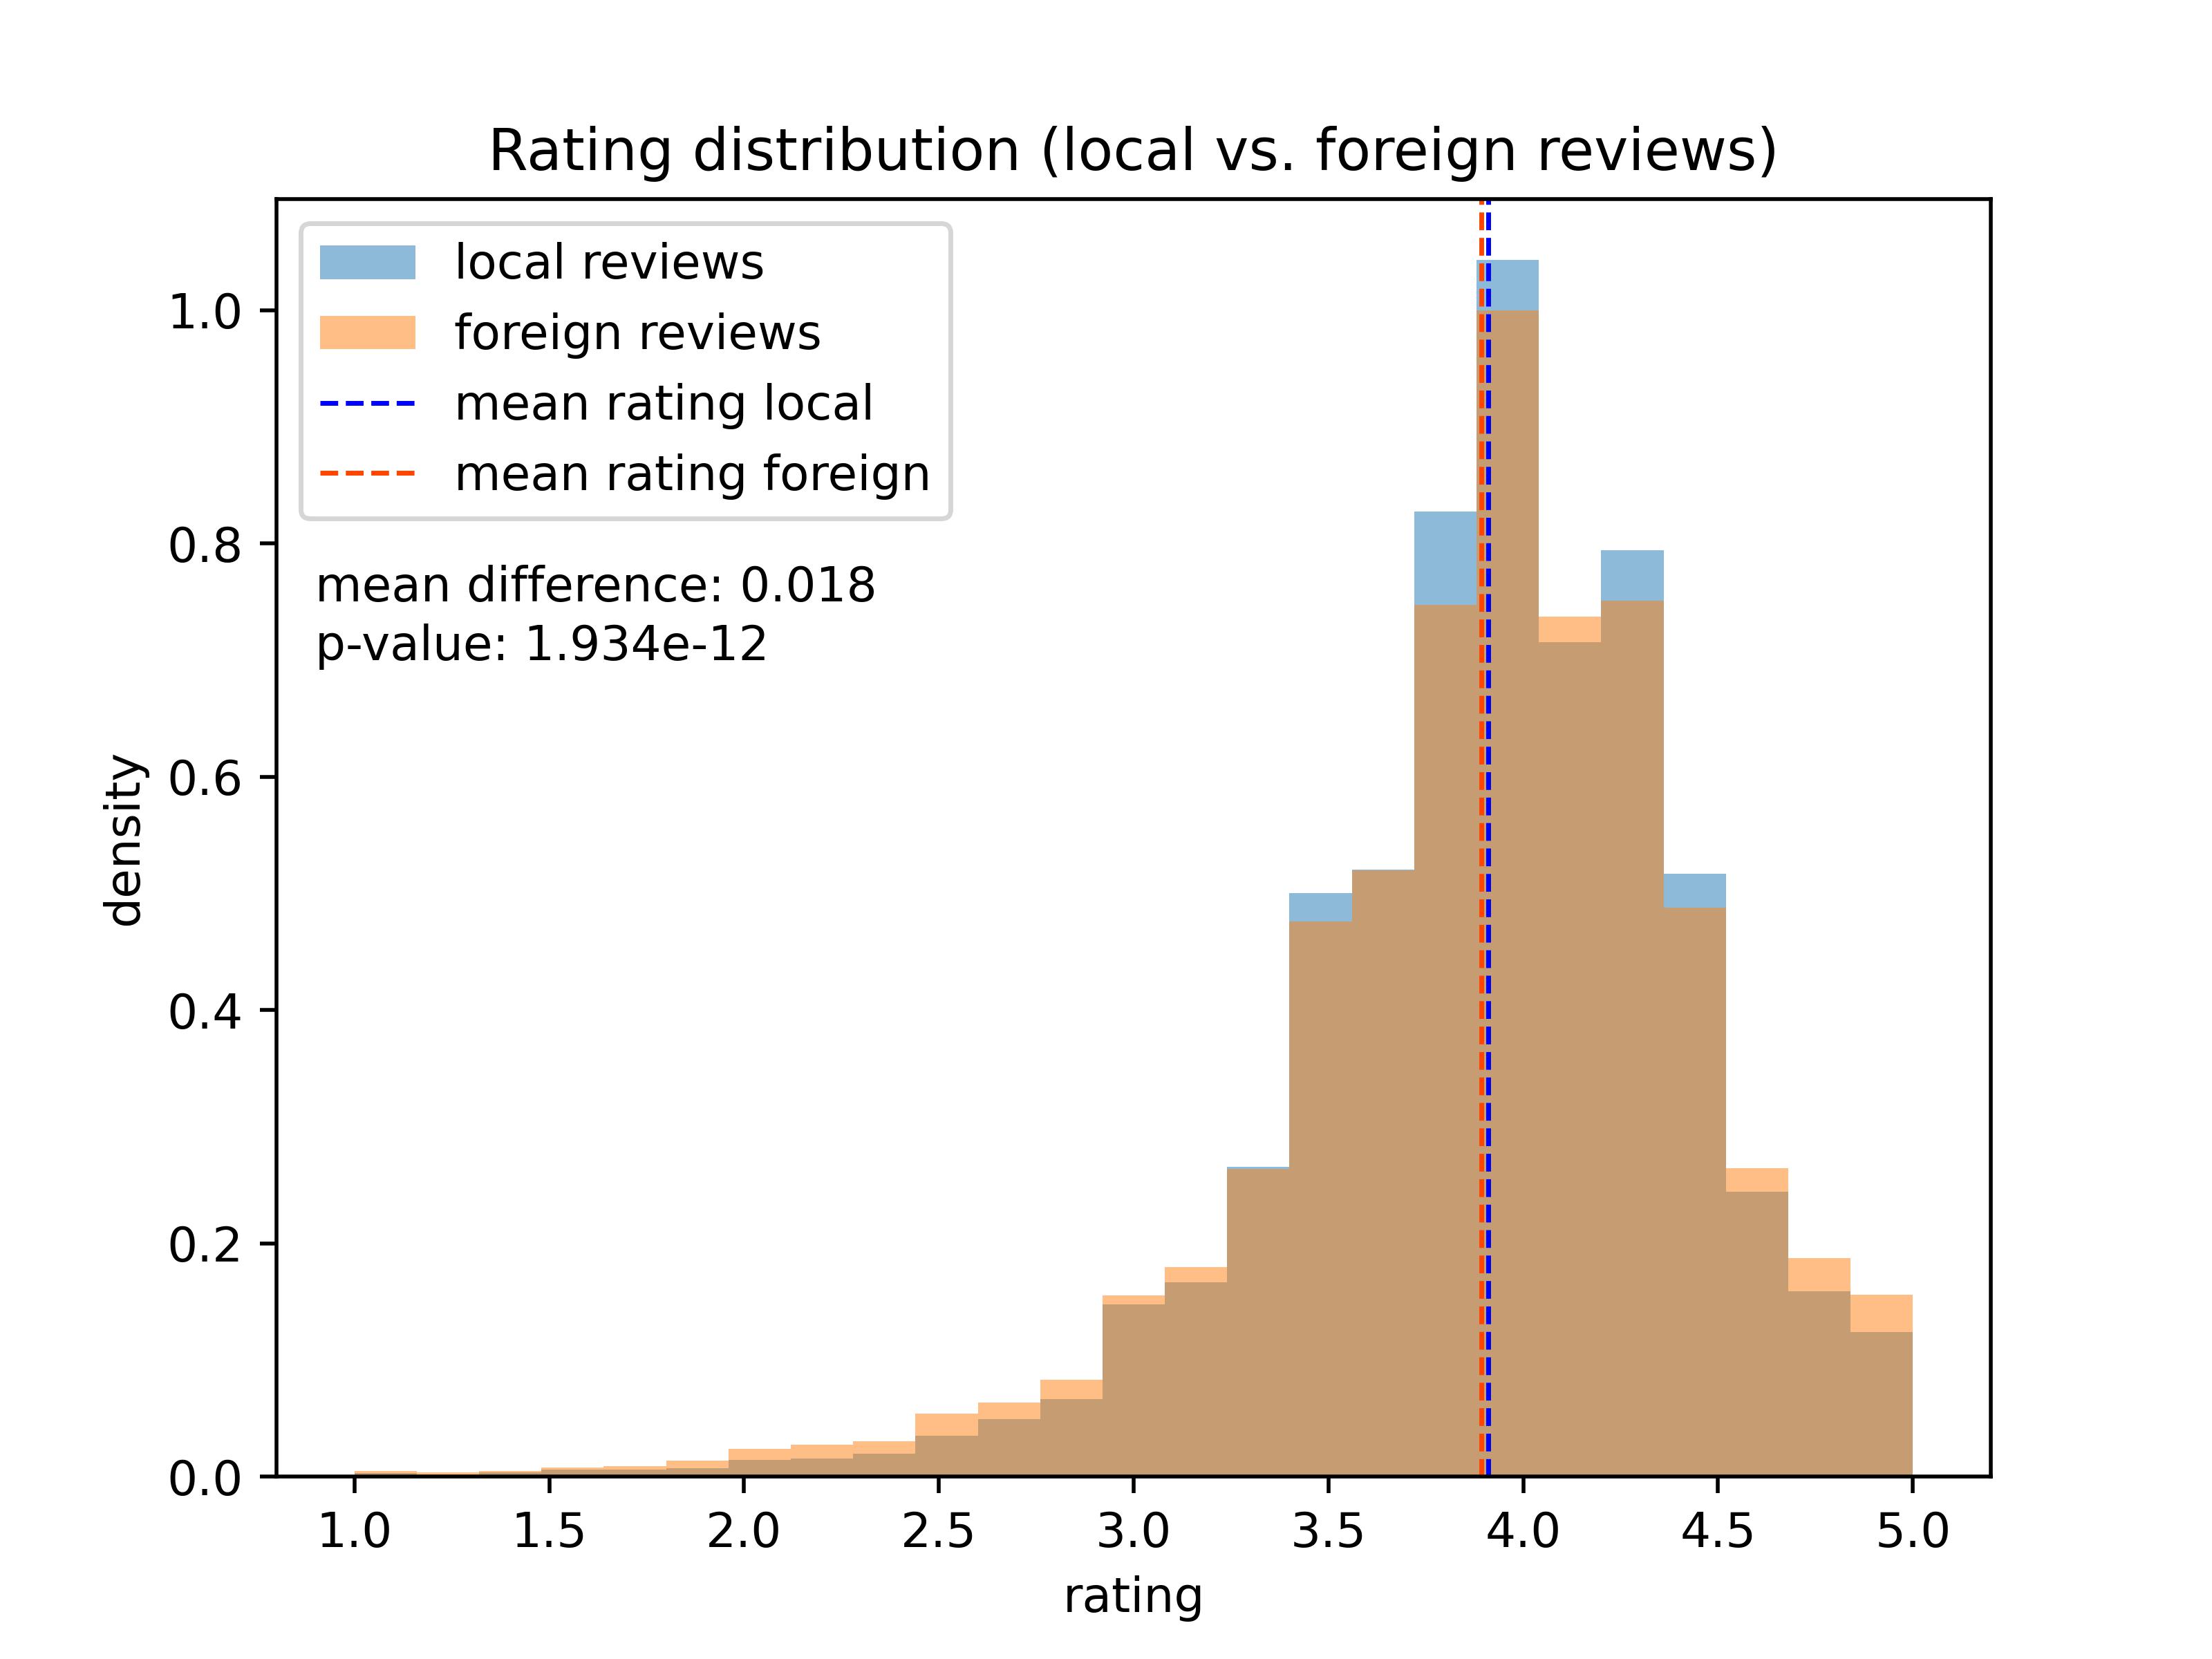 Rating distribution (local vs. foreign reviews)
local reviews
foreign reviews
mean rating local
mean rating foreign
mean difference: 0.018
p-value: 1.934e-12
density
1.0
0.8
0.6
0.4
0.2
0.0
1.0 1.5 2.0 2.5 3.0 3.5 4.0 4.5 5.0
rating